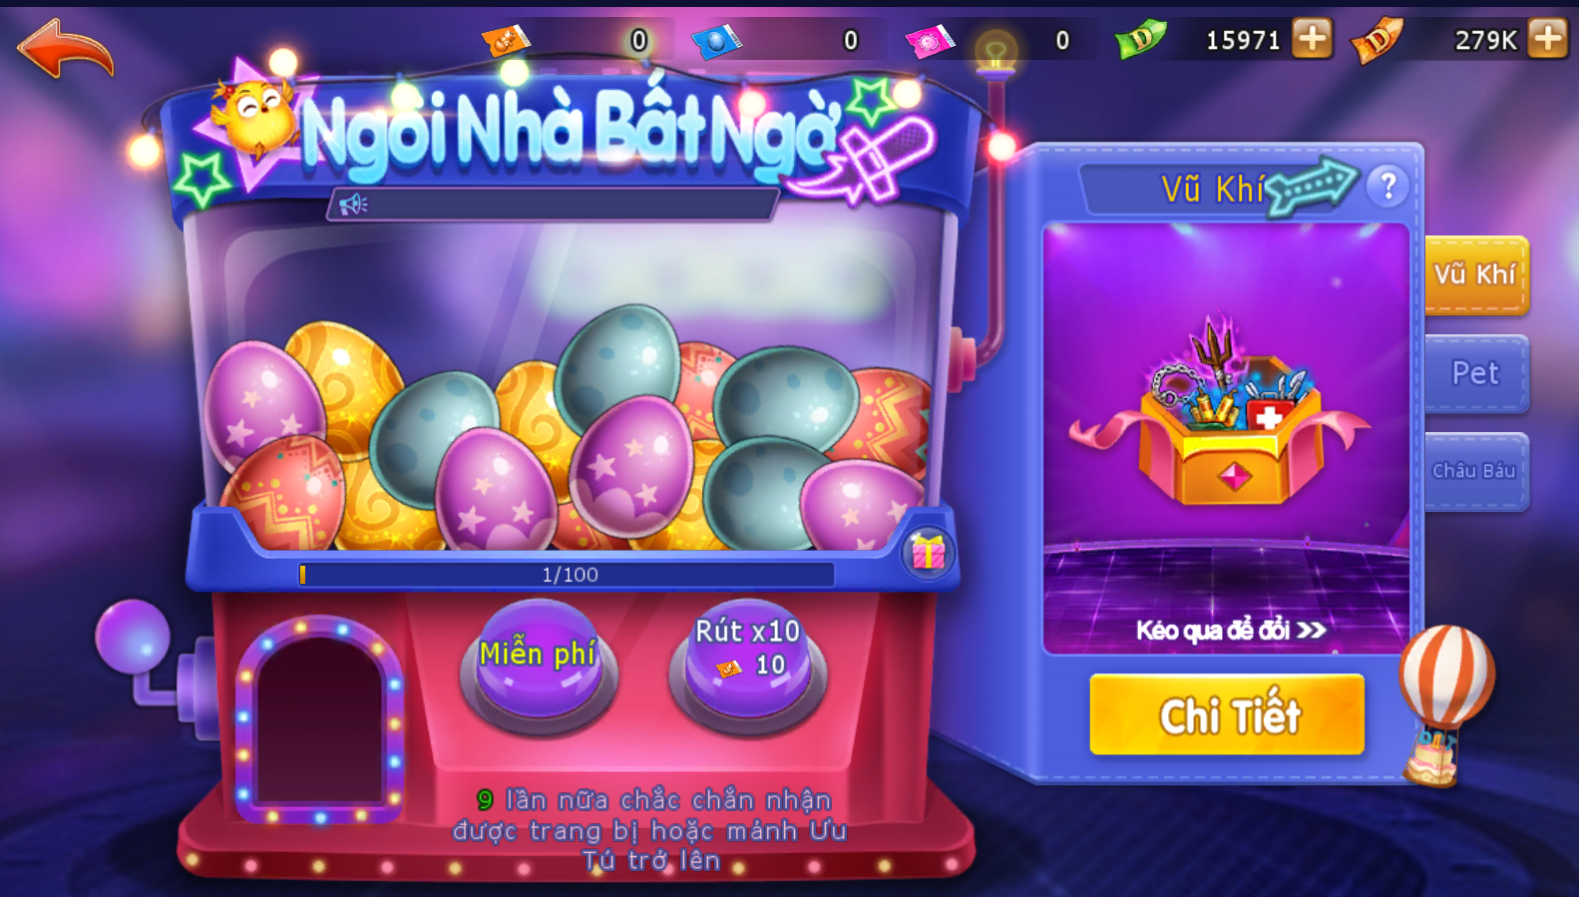 0
0
0
15971
279K
Ngôi Nhà Bất Ngờ
Vũ Khí
?
Vũ Khí
Pet
Châu Báu
1/100
Miễn phí
Rút x10
10
Kéo qua để đổi >>
Chi Tiết
9 lần nữa chắc chắn nhận
được trang bị hoặc mảnh Ưu
Tú trở lên